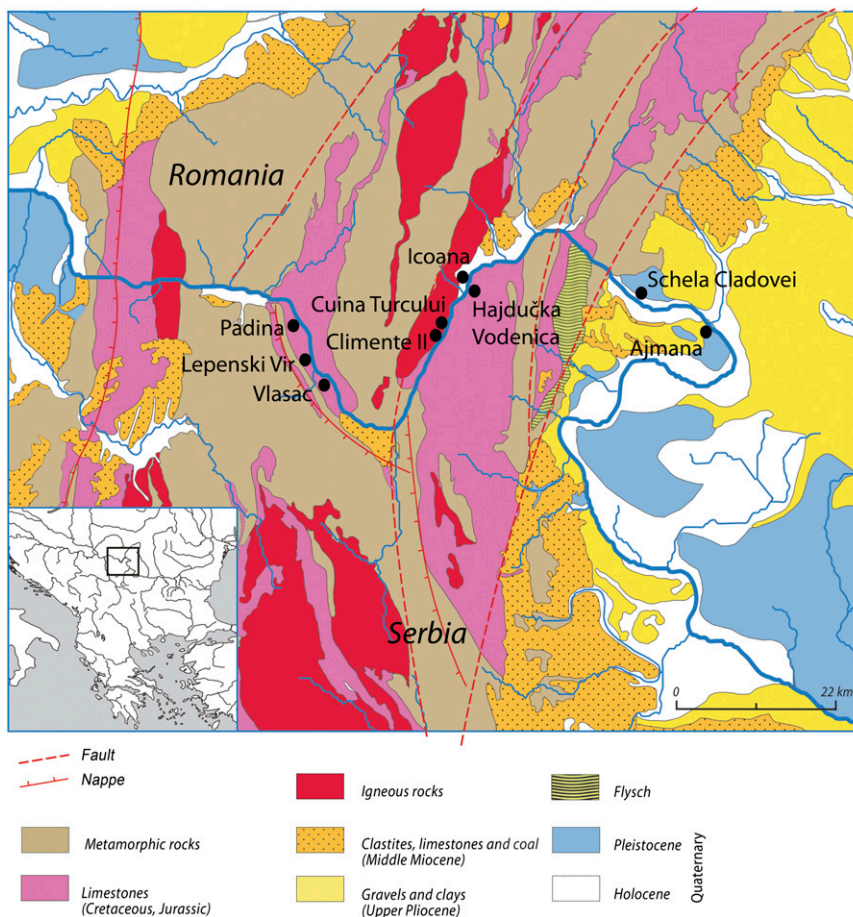 Romania
Icoana
Schela Cladovei
Cuina Turcului
Hajdučka
Vodenica
Padina
Climente II
Ajmana
Lepenski Vir
Vlasac
Serbia
0
22 km
Fault
Nappe
Igneous rocks
Flysch
Metamorphic rocks
Clastites, limestones and coal
(Middle Miocene)
Pleistocene
Limestones
(Cretaceous, Jurassic)
Gravels and clays
(Upper Pliocene)
Holocene
Quaternary